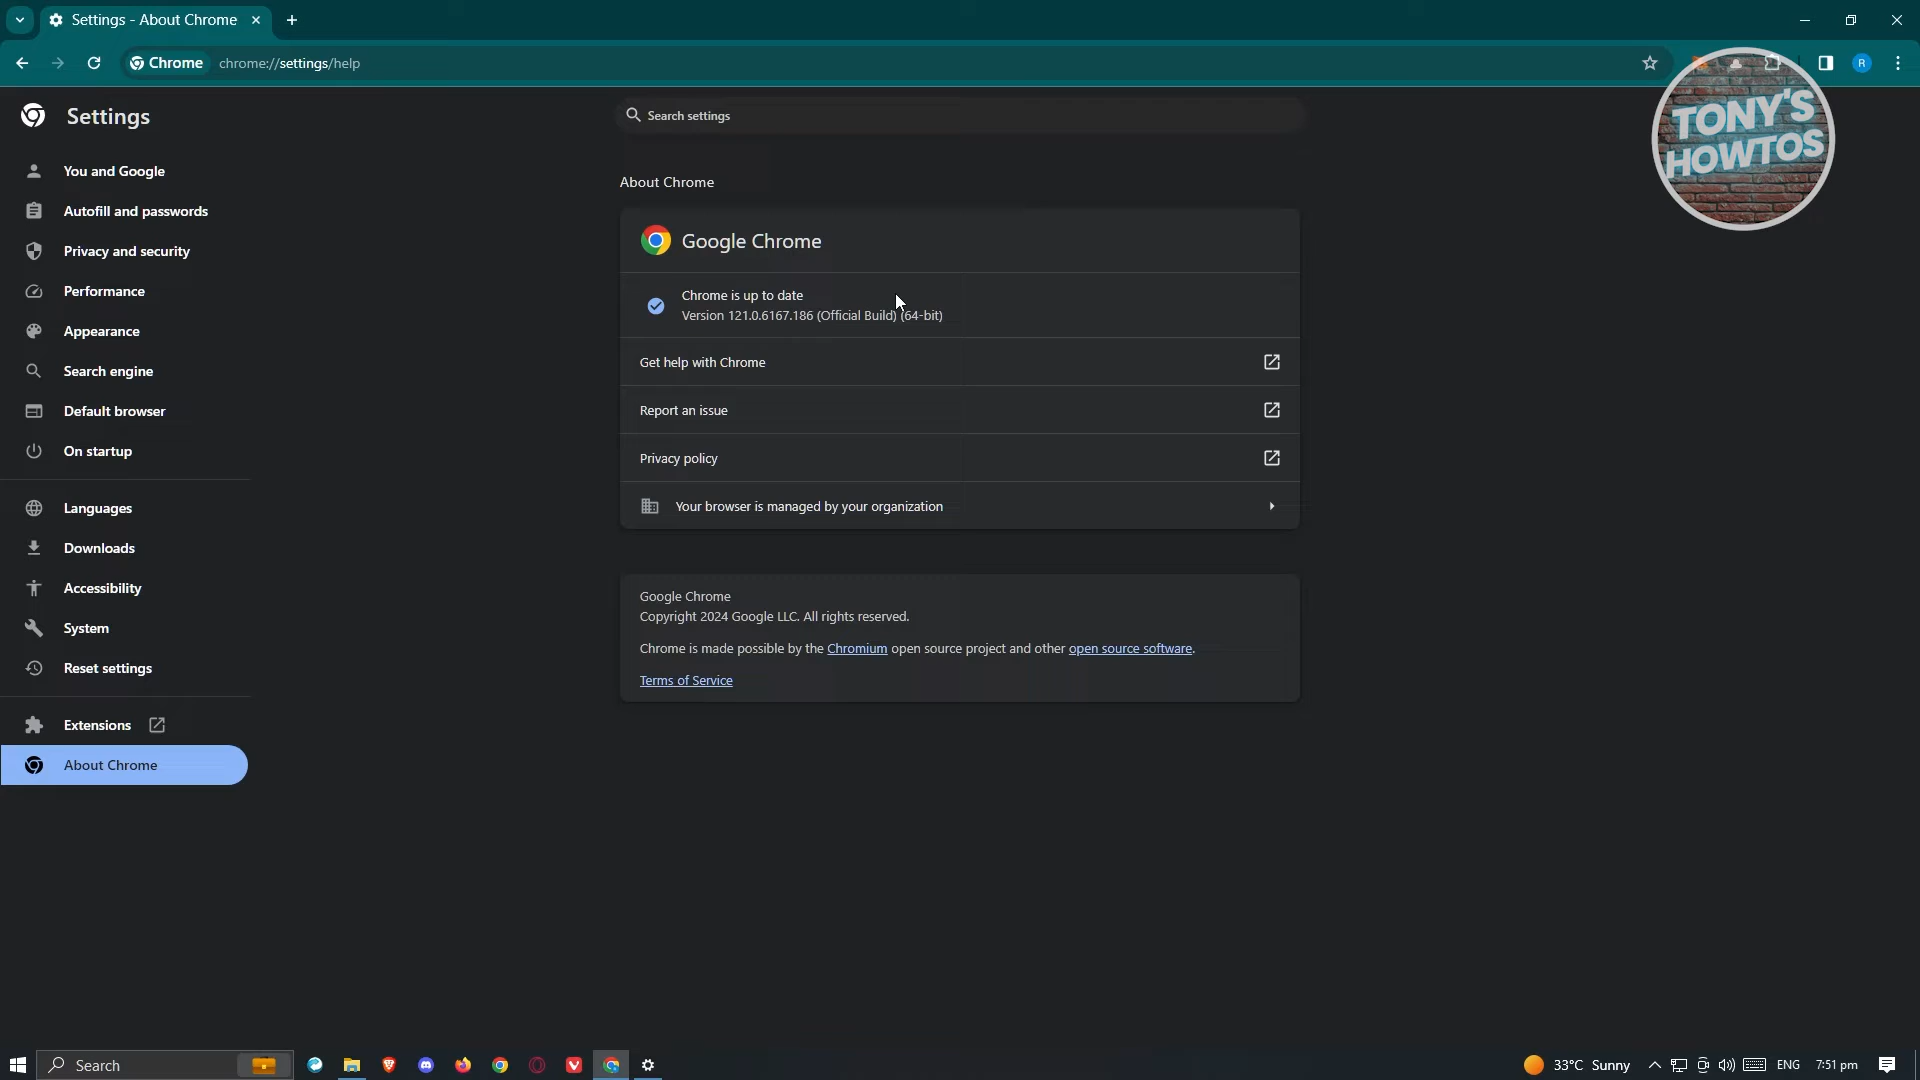 Settings - About Chrome
Chrome
chrome://settings/help
R
TONY'S
HOWTOS
Settings
Search settings
You and Google
Autofill and passwords
Privacy and security
Performance
Appearance
Search engine
Default browser
On startup
Languages
Downloads
Accessibility
System
Reset settings
Extensions
About Chrome
About Chrome
Google Chrome
Chrome is up to date
Version 121.0.6167.186 (Official Build) (64-bit)
Get help with Chrome
Report an issue
Privacy policy
Your browser is managed by your organization
Google Chrome
Copyright 2024 Google LLC. All rights reserved.
Chrome is made possible by the Chromium open source project and other open source software.
Terms of Service
Search
33°C Sunny
ENG
7:51 pm